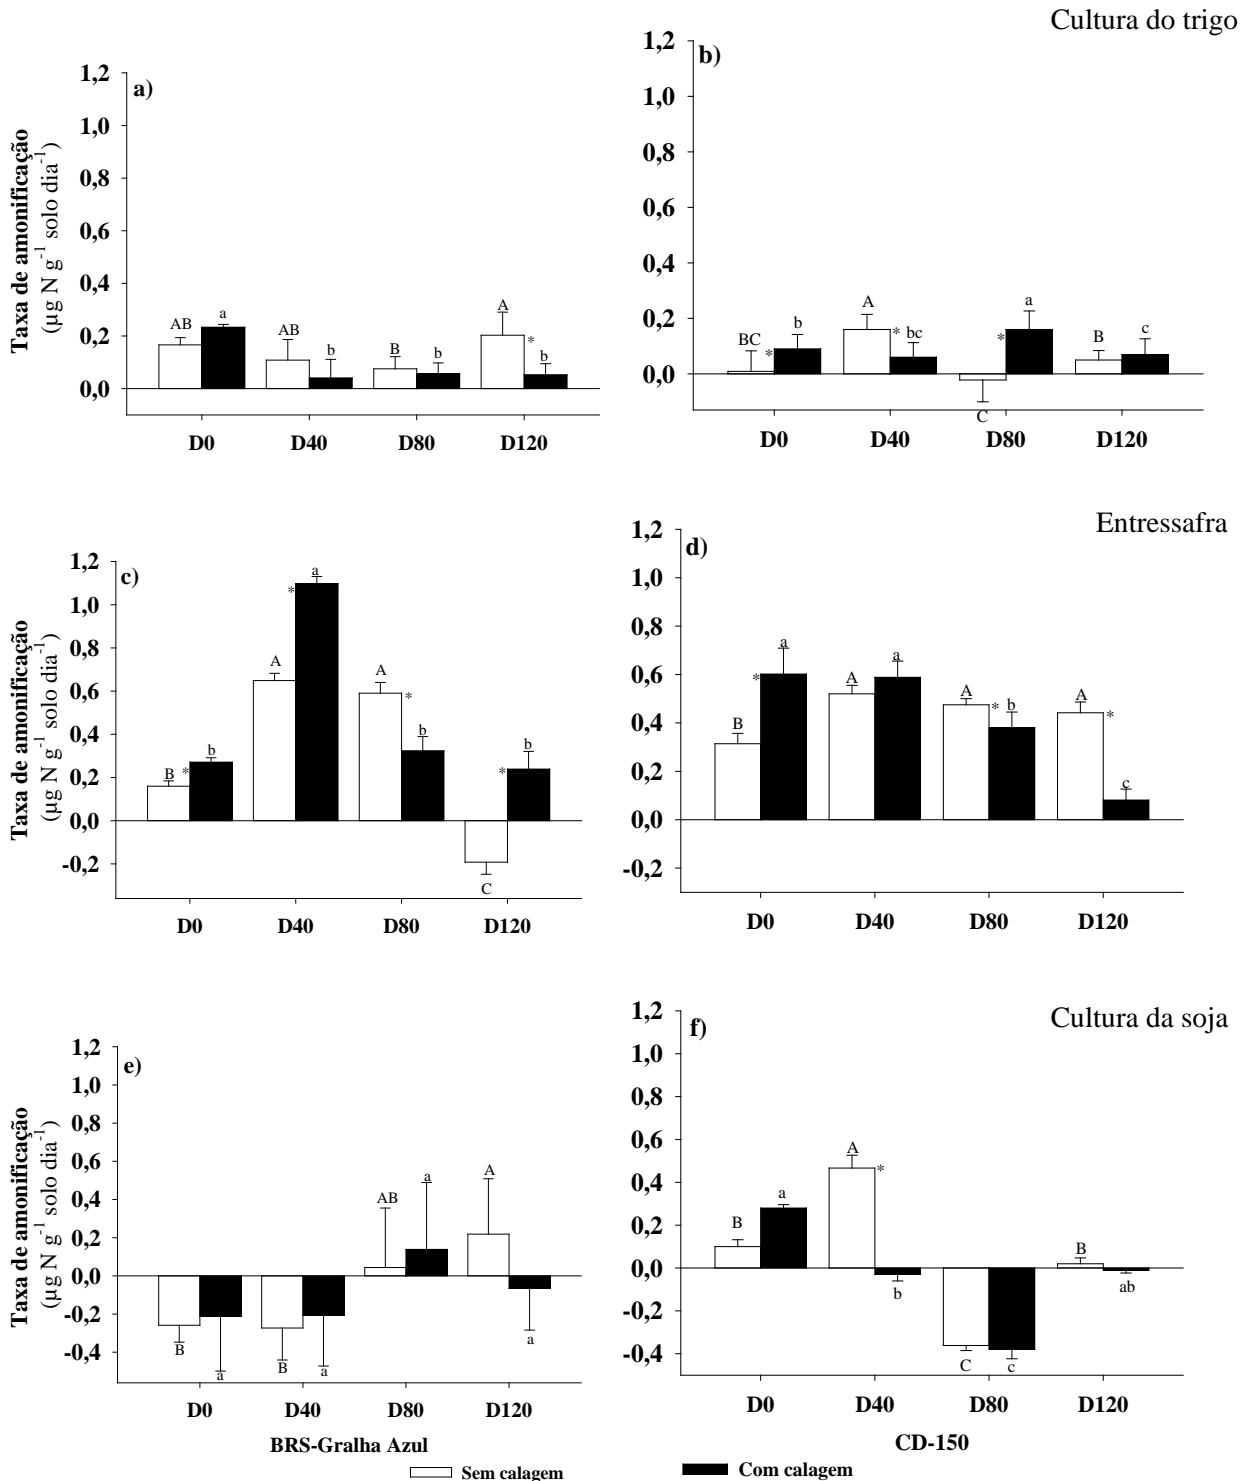 Cultura do trigo
a)
1,2
1,0
0,8
0,6
0,4
0,2
0,0
Taxa de amonificação
(µg N g-1 solo dia-1)
AB a AB b B b A * b
D0 D40 D80 D120
b)
1,2
1,0
0,8
0,6
0,4
0,2
0,0
BC * b A * bc C * a B c
D0 D40 D80 D120
Entressafra
c)
1,2
1,0
0,8
0,6
0,4
0,2
0,0
-0,2
Taxa de amonificação
(µg N g-1 solo dia-1)
B * b A * a A * b C * b
D0 D40 D80 D120
d)
1,2
1,0
0,8
0,6
0,4
0,2
0,0
-0,2
B * a A a A * b A * c
D0 D40 D80 D120
Cultura da soja
e)
1,2
1,0
0,8
0,6
0,4
0,2
0,0
-0,2
-0,4
Taxa de amonificação
(µg N g-1 solo dia-1)
B a B a AB a A a
D0 D40 D80 D120
BRS-Gralha Azul
f)
1,2
1,0
0,8
0,6
0,4
0,2
0,0
-0,2
-0,4
B a A * b C c B ab
D0 D40 D80 D120
CD-150
Sem calagem Com calagem